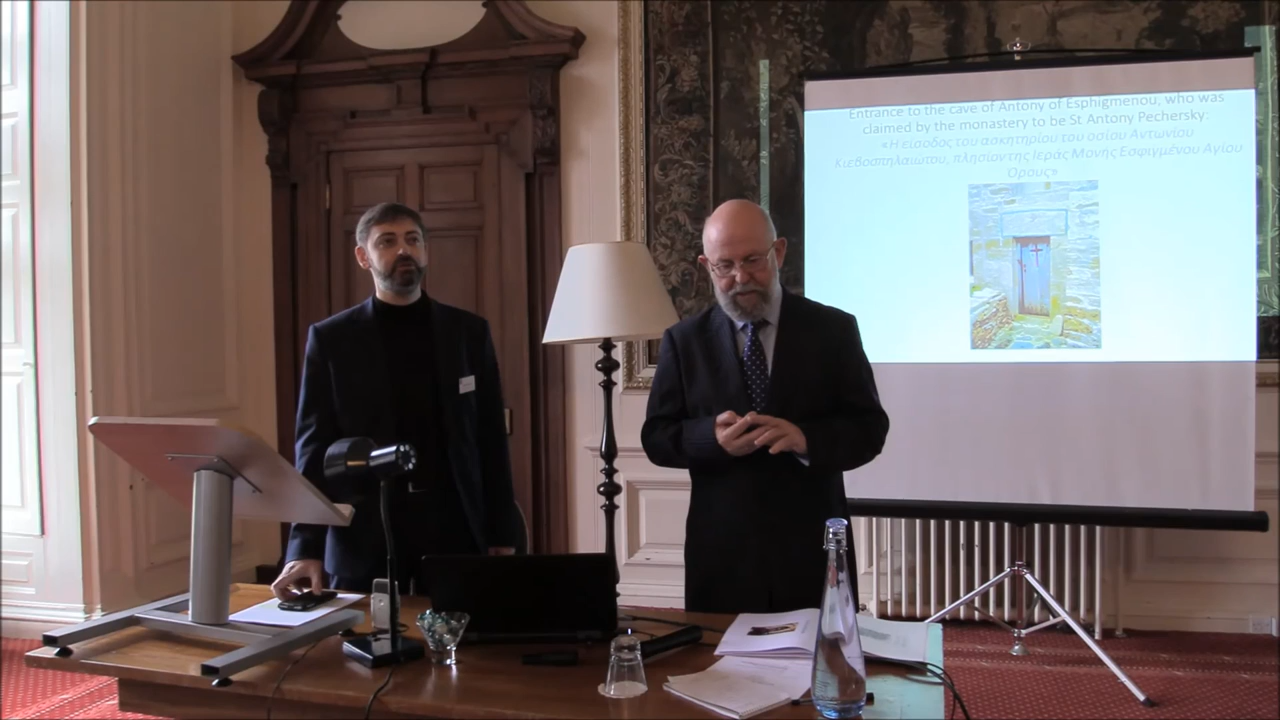 Entrance to the cave of Antony of Esphigmenou, who was
claimed by the monastery to be St Antony Pechersky:
«Η είσοδος του ασκητηρίου του οσίου Αντωνίου
Κιεβοσπηλαιώτου, πλησίον της Ιεράς Μονής Εσφιγμένου Αγίου
Όρους»